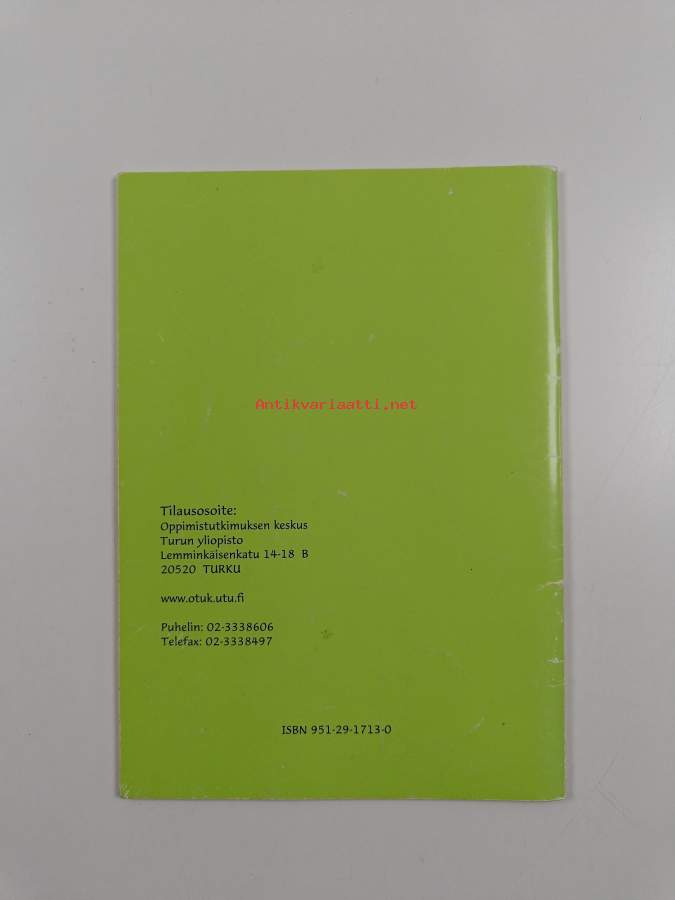 Antikvariaatti.net
Tilausosoite:
Oppimistutkimuksen keskus
Turun yliopisto
Lemminkäisenkatu 14-18 B
20520 TURKU
www.otuk.utu.fi
Puhelin: 02-3338606
Telefax: 02-3338497
ISBN 951-29-1713-0